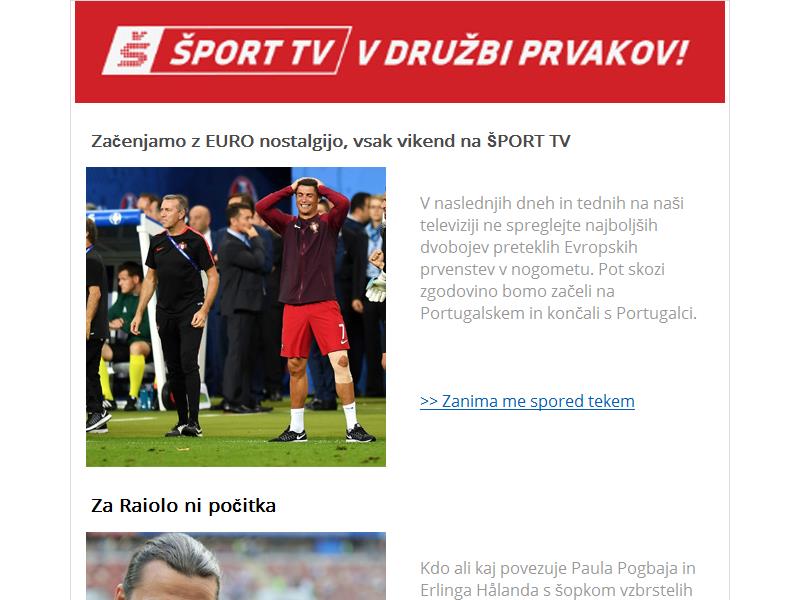 ŠPORT TV V DRUŽBI PRVAKOV!
Začenjamo z EURO nostalgijo, vsak vikend na ŠPORT TV
V naslednjih dneh in tednih na naši
televiziji ne spreglejte najboljših
dvobojev preteklih Evropskih
prvenstev v nogometu. Pot skozi
zgodovino bomo začeli na
Portugalskem in končali s Portugalci.
7
>> Zanima me spored tekem
Za Raiolo ni počitka
Kdo ali kaj povezuje Paula Pogbaja in
Erlinga Hålanda s šopkom vzbrstelih